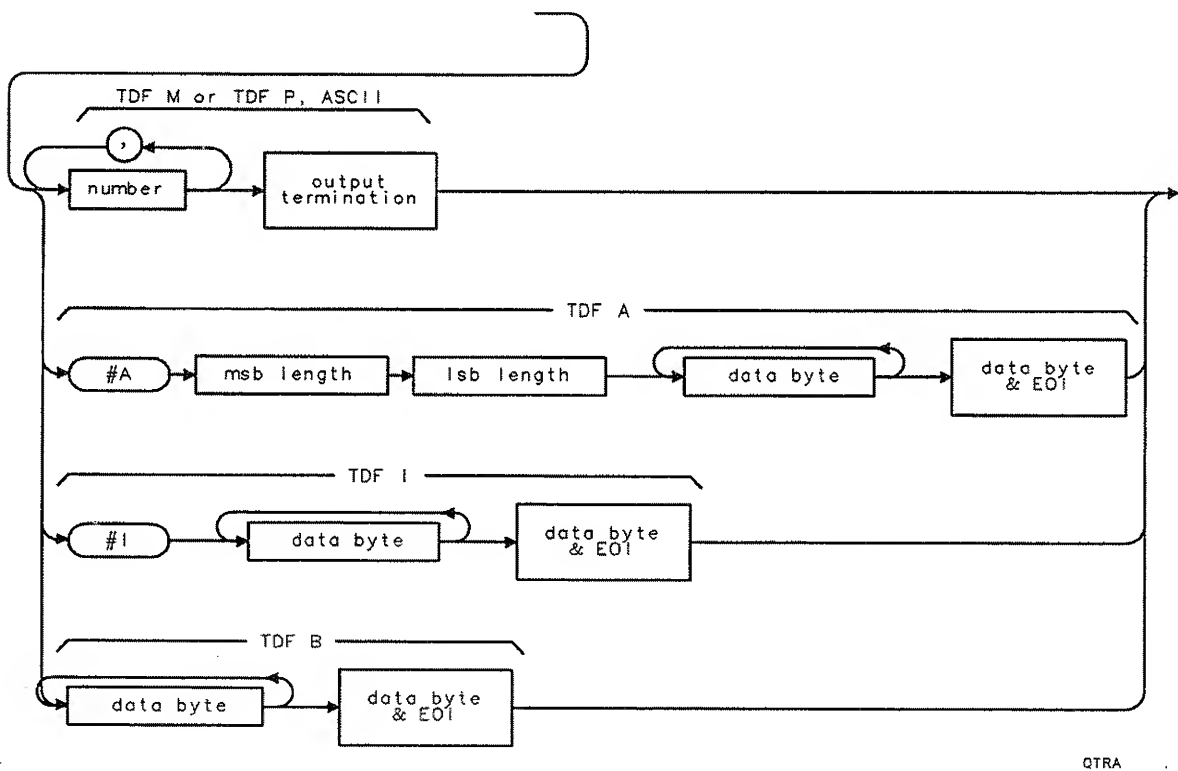 TDF M or TDF P, ASCII
,
number
output
termination
TDF A
#A
msb length
lsb length
data byte
data byte
& EOI
TDF I
#I
data byte
data byte
& EOI
TDF B
data byte
data byte
& EOI
QTRA